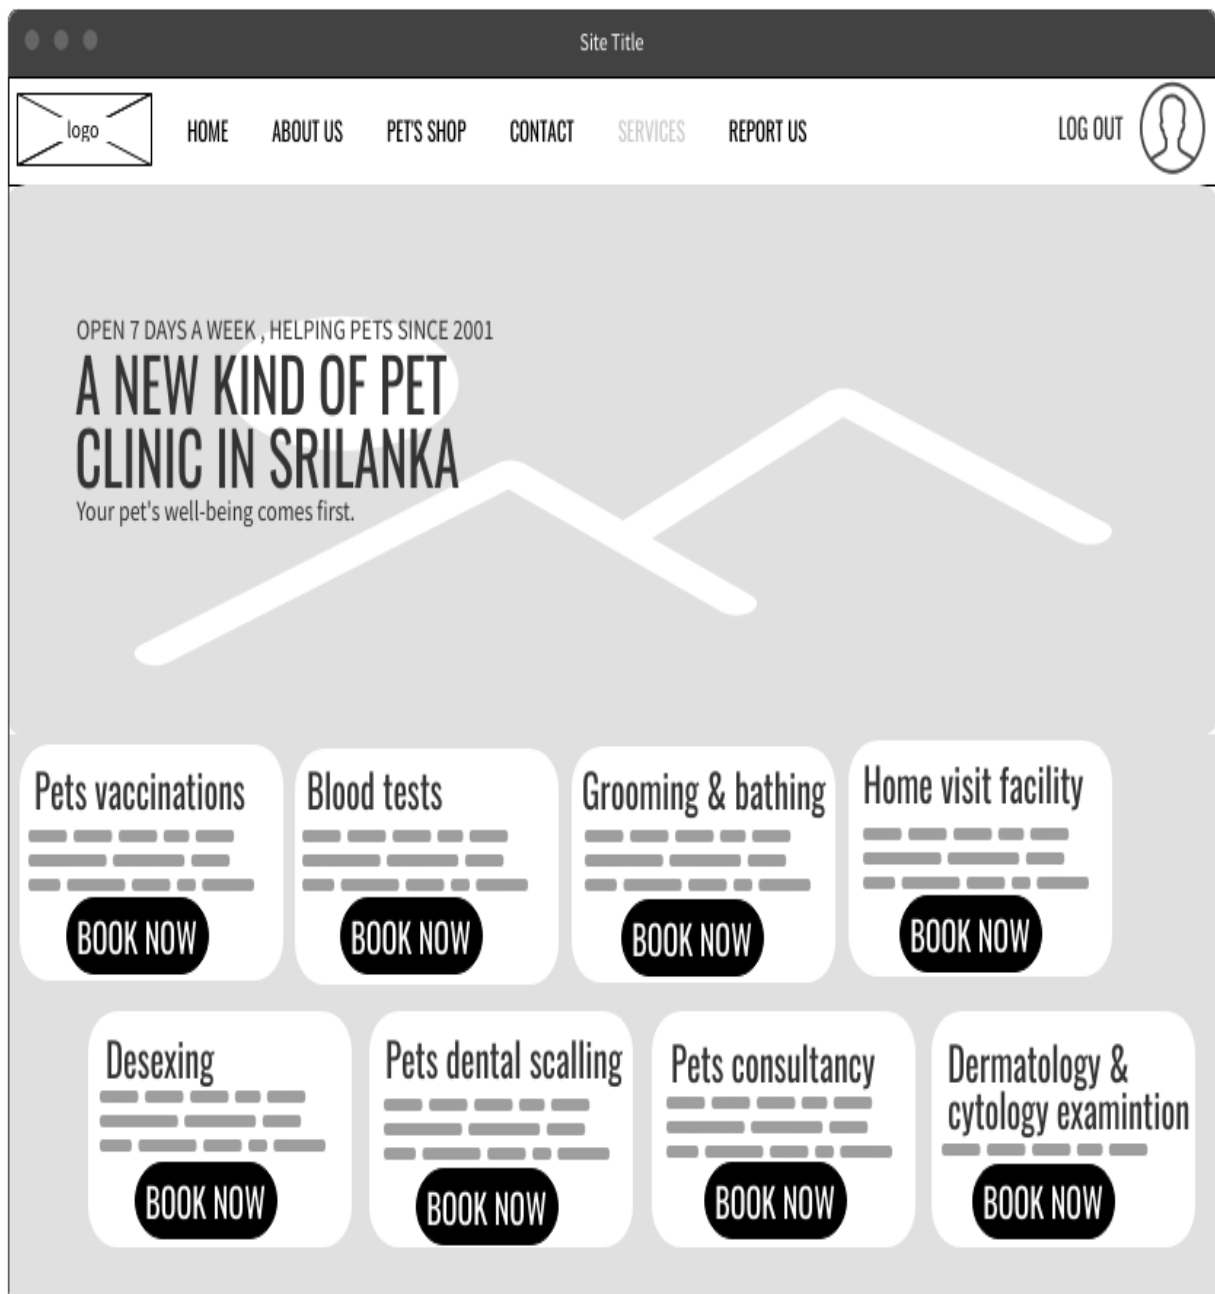 Site Title
logo
HOME
ABOUT US
PET'S SHOP
CONTACT
SERVICES
REPORT US
LOG OUT
OPEN 7 DAYS A WEEK , HELPING PETS SINCE 2001
A NEW KIND OF PET
CLINIC IN SRILANKA
Your pet's well-being comes first.
Pets vaccinations
BOOK NOW
Blood tests
BOOK NOW
Grooming & bathing
BOOK NOW
Home visit facility
BOOK NOW
Desexing
BOOK NOW
Pets dental scalling
BOOK NOW
Pets consultancy
BOOK NOW
Dermatology &
cytology examintion
BOOK NOW